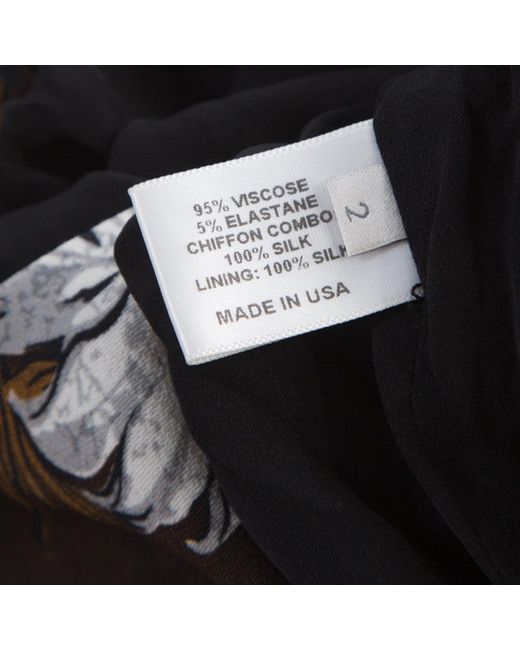 95% VISCOSE
5% ELASTANE
CHIFFON COMBO
100% SILK
LINING: 100% SILK
MADE IN USA
2